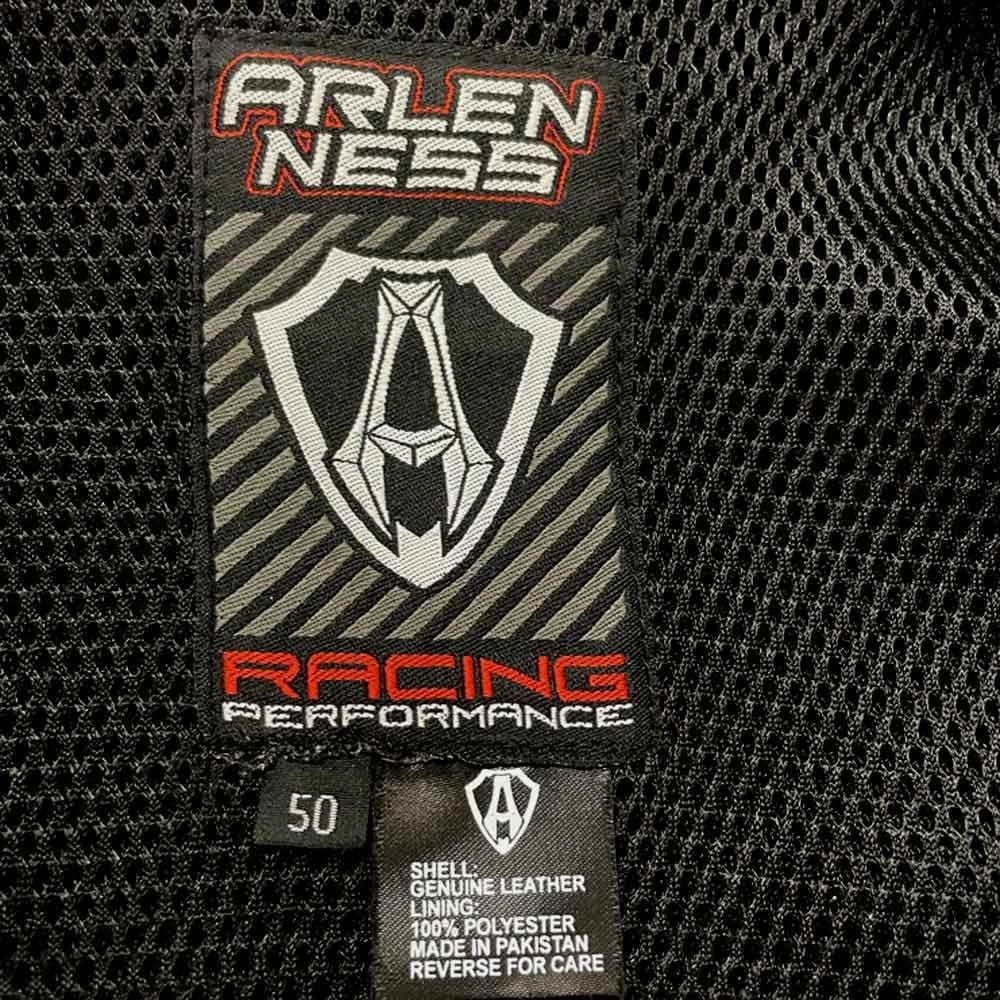 ARLEN
NESS
RACING
PERFORMANCE
50
A
SHELL:
GENUINE LEATHER
LINING:
100% POLYESTER
MADE IN PAKISTAN
REVERSE FOR CARE